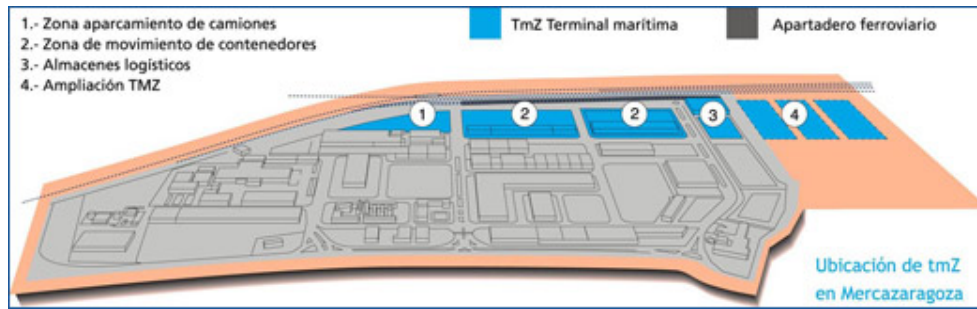 1.- Zona aparcamiento de camiones
2.- Zona de movimiento de contenedores
3.- Almacenes logísticos
4.- Ampliación TMZ
TmZ Terminal marítima
Apartadero ferroviario
1
2
2
3
4
Ubicación de tmZ
en Mercazaragoza